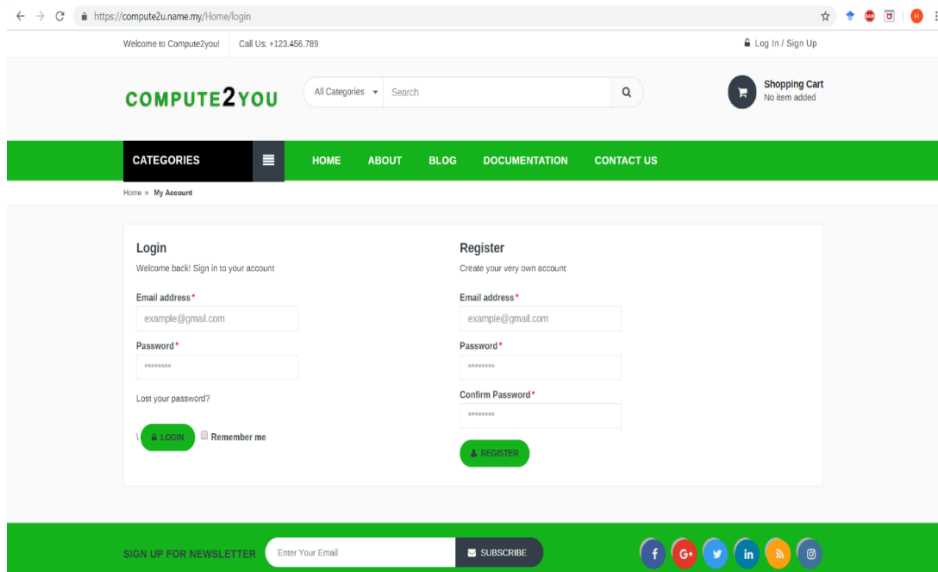 https://compute2u.name.my/Home/login
Welcome to Compute2you! Call Us: +123.456.789 Log In / Sign Up
COMPUTE2YOU All Categories Search Shopping Cart
No item added
CATEGORIES HOME ABOUT BLOG DOCUMENTATION CONTACT US
Home » My Account
Login
Welcome back! Sign in to your account
Email address*
example@gmail.com
Password*
********
Lost your password?
\ LOGIN Remember me
Register
Create your very own account
Email address*
example@gmail.com
Password*
********
Confirm Password*
********
REGISTER
SIGN UP FOR NEWSLETTER Enter Your Email SUBSCRIBE f G+ in